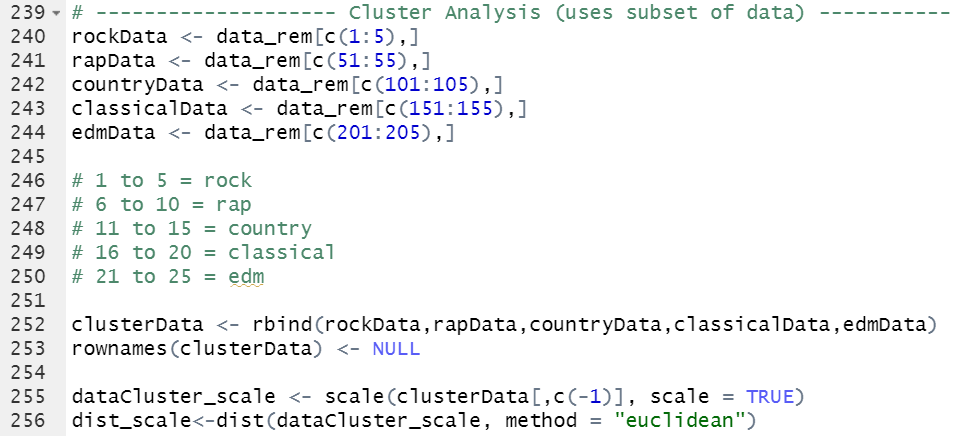 239 # -------------------- Cluster Analysis (uses subset of data) -----------
240 rockData <- data_rem[c(1:5),]
241 rapData <- data_rem[c(51:55),]
242 countryData <- data_rem[c(101:105),]
243 classicalData <- data_rem[c(151:155),]
244 edmData <- data_rem[c(201:205),]
245
246 # 1 to 5 = rock
247 # 6 to 10 = rap
248 # 11 to 15 = country
249 # 16 to 20 = classical
250 # 21 to 25 = edm
251
252 clusterData <- rbind(rockData,rapData,countryData,classicalData,edmData)
253 rownames(clusterData) <- NULL
254
255 dataCluster_scale <- scale(clusterData[,c(-1)], scale = TRUE)
256 dist_scale<-dist(dataCluster_scale, method = "euclidean")